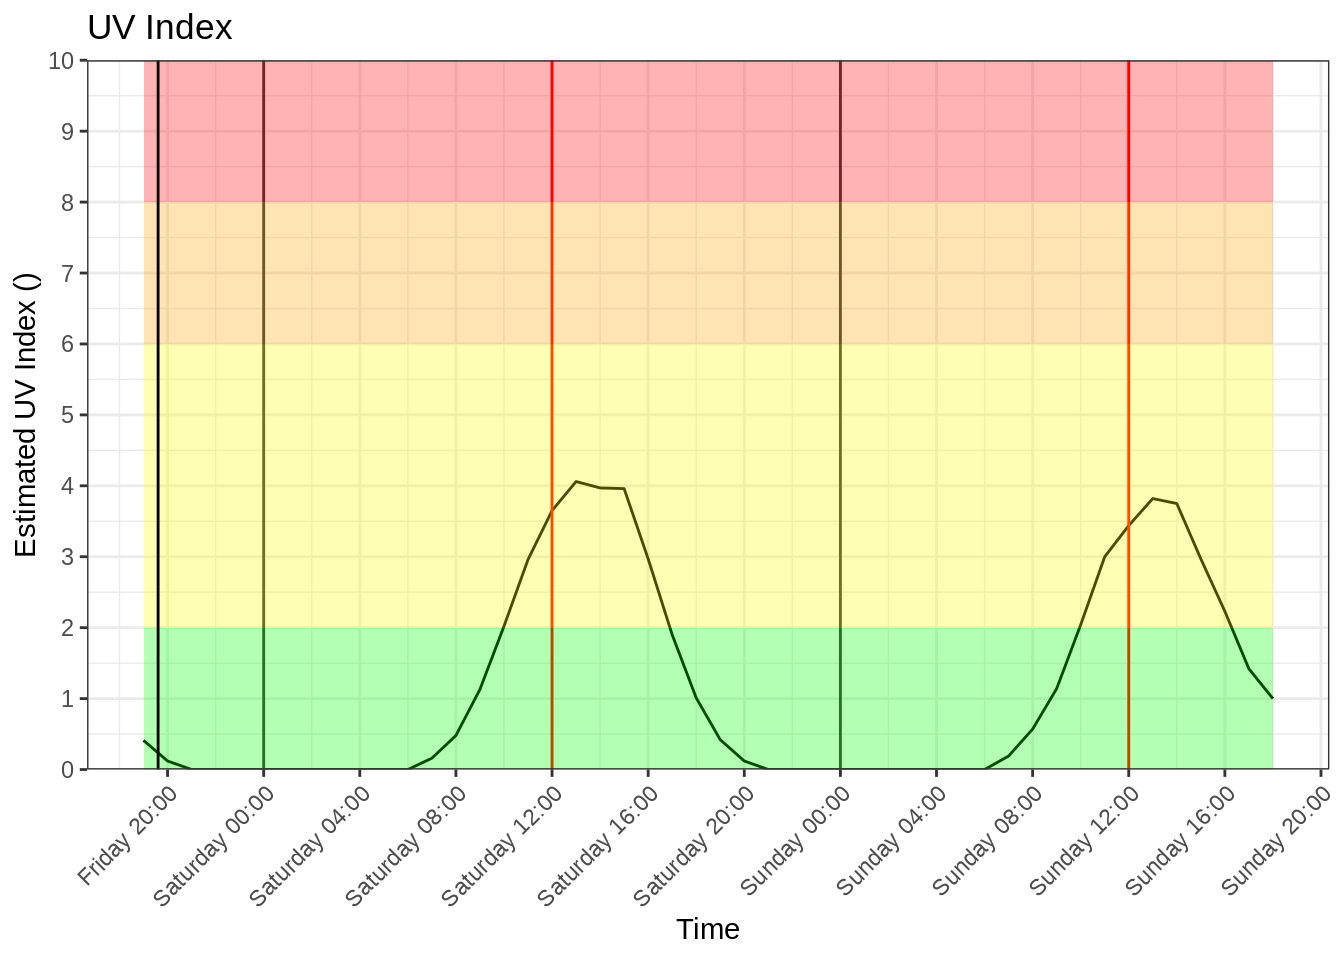 UV Index
Estimated UV Index ()
10
9
8
7
6
5
4
3
2
1
0
Friday 20:00
Saturday 00:00
Saturday 04:00
Saturday 08:00
Saturday 12:00
Saturday 16:00
Saturday 20:00
Sunday 00:00
Sunday 04:00
Sunday 08:00
Sunday 12:00
Sunday 16:00
Sunday 20:00
Time